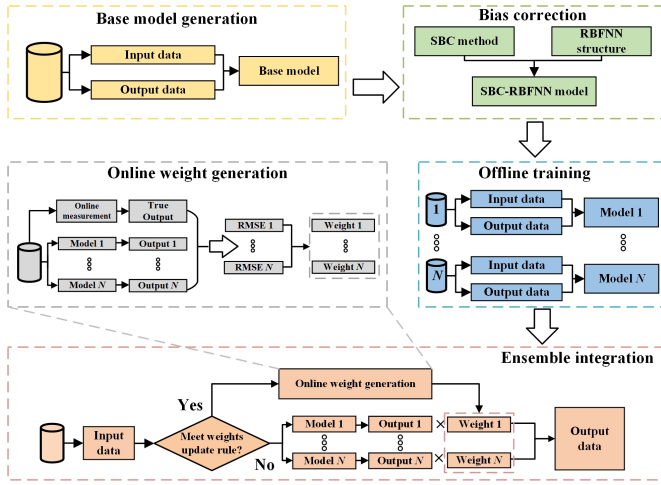 Base model generation
Input data
Output data
Base model
Bias correction
SBC method
RBFNN
structure
SBC-RBFNN model
Online weight generation
Online
measurement
True
Output
Model 1
Output 1
Model N
Output N
RMSE 1
RMSE N
Weight 1
Weight N
Offline training
1
Input data
Output data
Model 1
N
Input data
Output data
Model N
Ensemble integration
Online weight generation
Yes
Input
data
Meet weights
update rule?
No
Model 1
Output 1
×
Weight 1
Model N
Output N
×
Weight N
Output
data